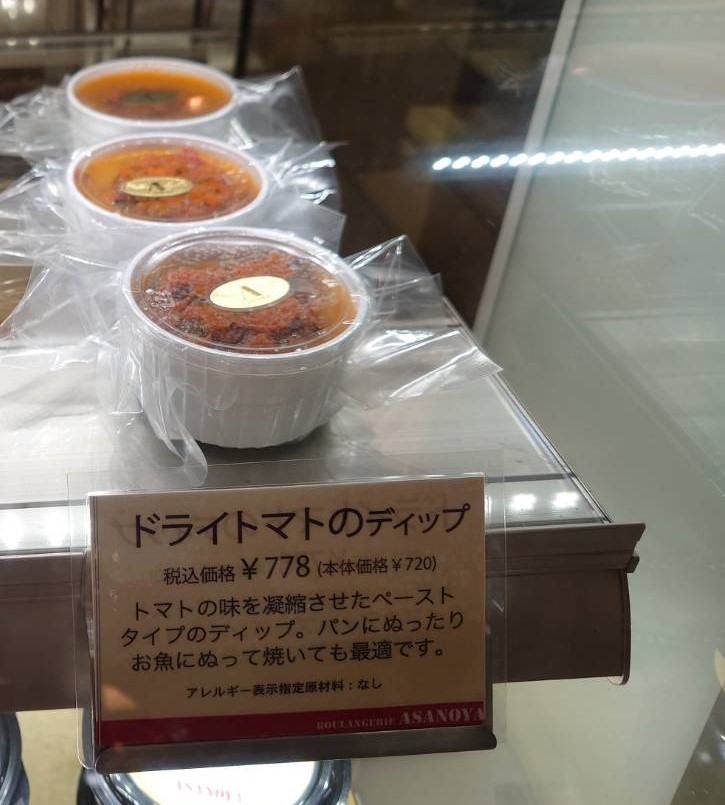 A
A
ドライトマトのディップ
税込価格 ¥778 (本体価格¥720)
トマトの味を凝縮させたペースト
タイプのディップ。パンにぬったり
お魚にぬって焼いても最適です。
アレルギー表示指定原材料:なし
BOULANGERIE ASANOYA
ASANOYA